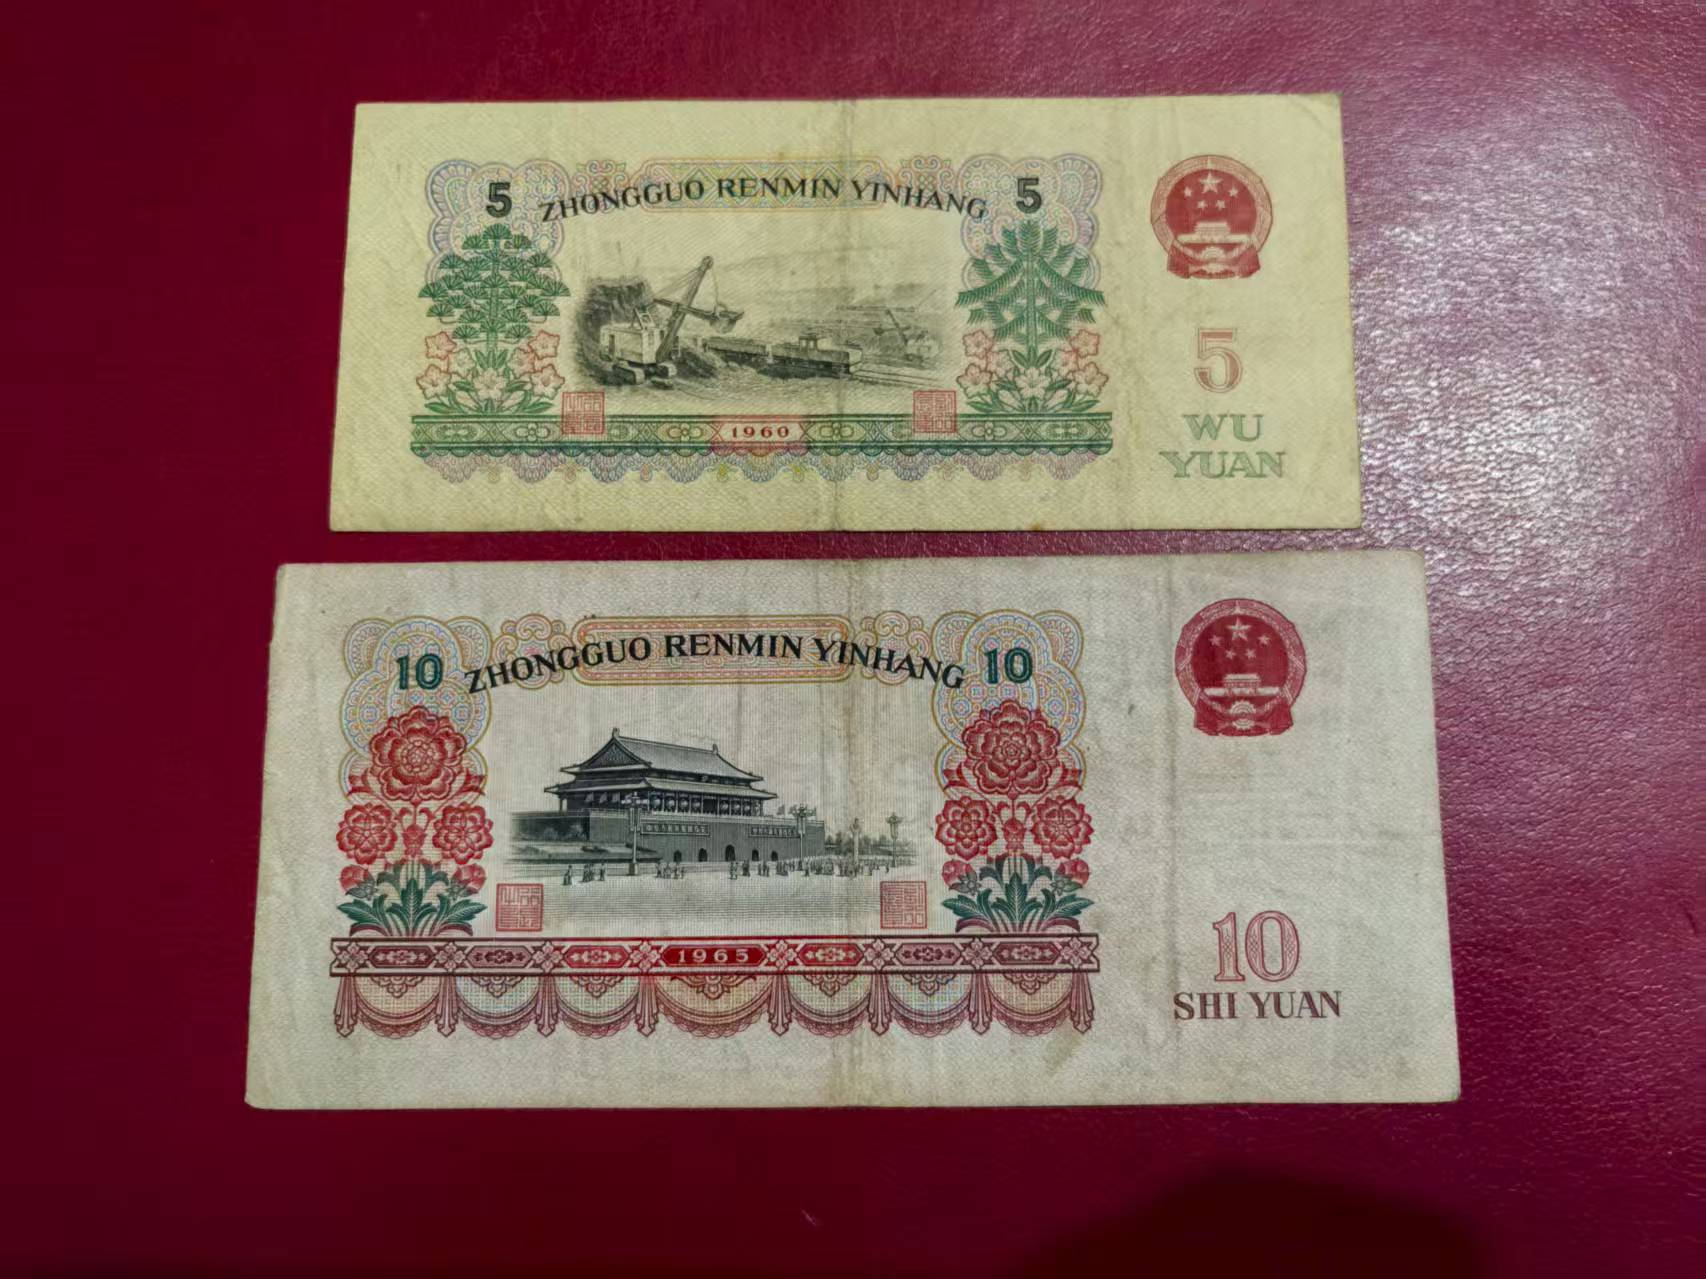 5 ZHONGGUO RENMIN YINHANG 5
1960
5
WU
YUAN
10 ZHONGGUO RENMIN YINHANG 10
1965
10
SHI YUAN